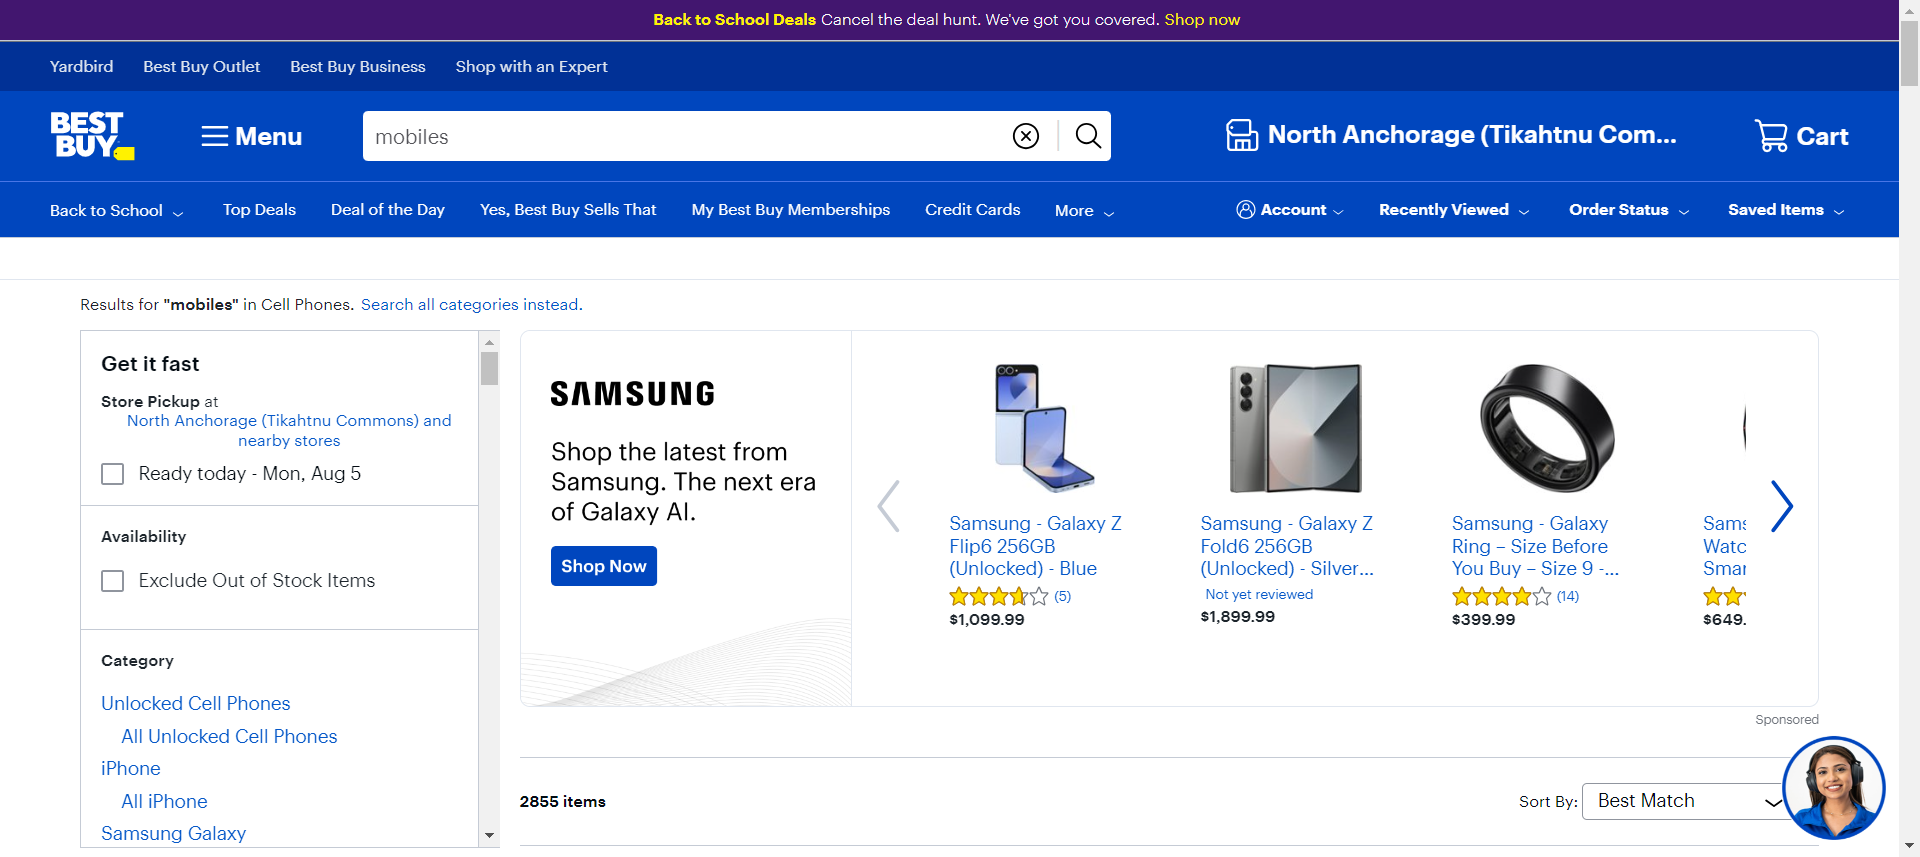 Back to School Deals Cancel the deal hunt. We've got you covered. Shop now
Yardbird Best Buy Outlet Best Buy Business Shop with an Expert
BEST
BUY
Menu
mobiles
North Anchorage (Tikahtnu Com...
Cart
Back to School Top Deals Deal of the Day Yes, Best Buy Sells That My Best Buy Memberships Credit Cards More Account Recently Viewed Order Status Saved Items
Results for "mobiles" in Cell Phones. Search all categories instead.
Get it fast
Store Pickup at
North Anchorage (Tikahtnu Commons) and
nearby stores
Ready today - Mon, Aug 5
Availability
Exclude Out of Stock Items
Category
Unlocked Cell Phones
All Unlocked Cell Phones
iPhone
All iPhone
Samsung Galaxy
SAMSUNG
Shop the latest from
Samsung. The next era
of Galaxy AI.
Shop Now
Samsung - Galaxy Z
Flip6 256GB
(Unlocked) - Blue
(5)
$1,099.99
Samsung - Galaxy Z
Fold6 256GB
(Unlocked) - Silver...
Not yet reviewed
$1,899.99
Samsung - Galaxy
Ring – Size Before
You Buy – Size 9 -...
(14)
$399.99
Sams
Watc
Smar
$649.
Sponsored
2855 items
Sort By: Best Match